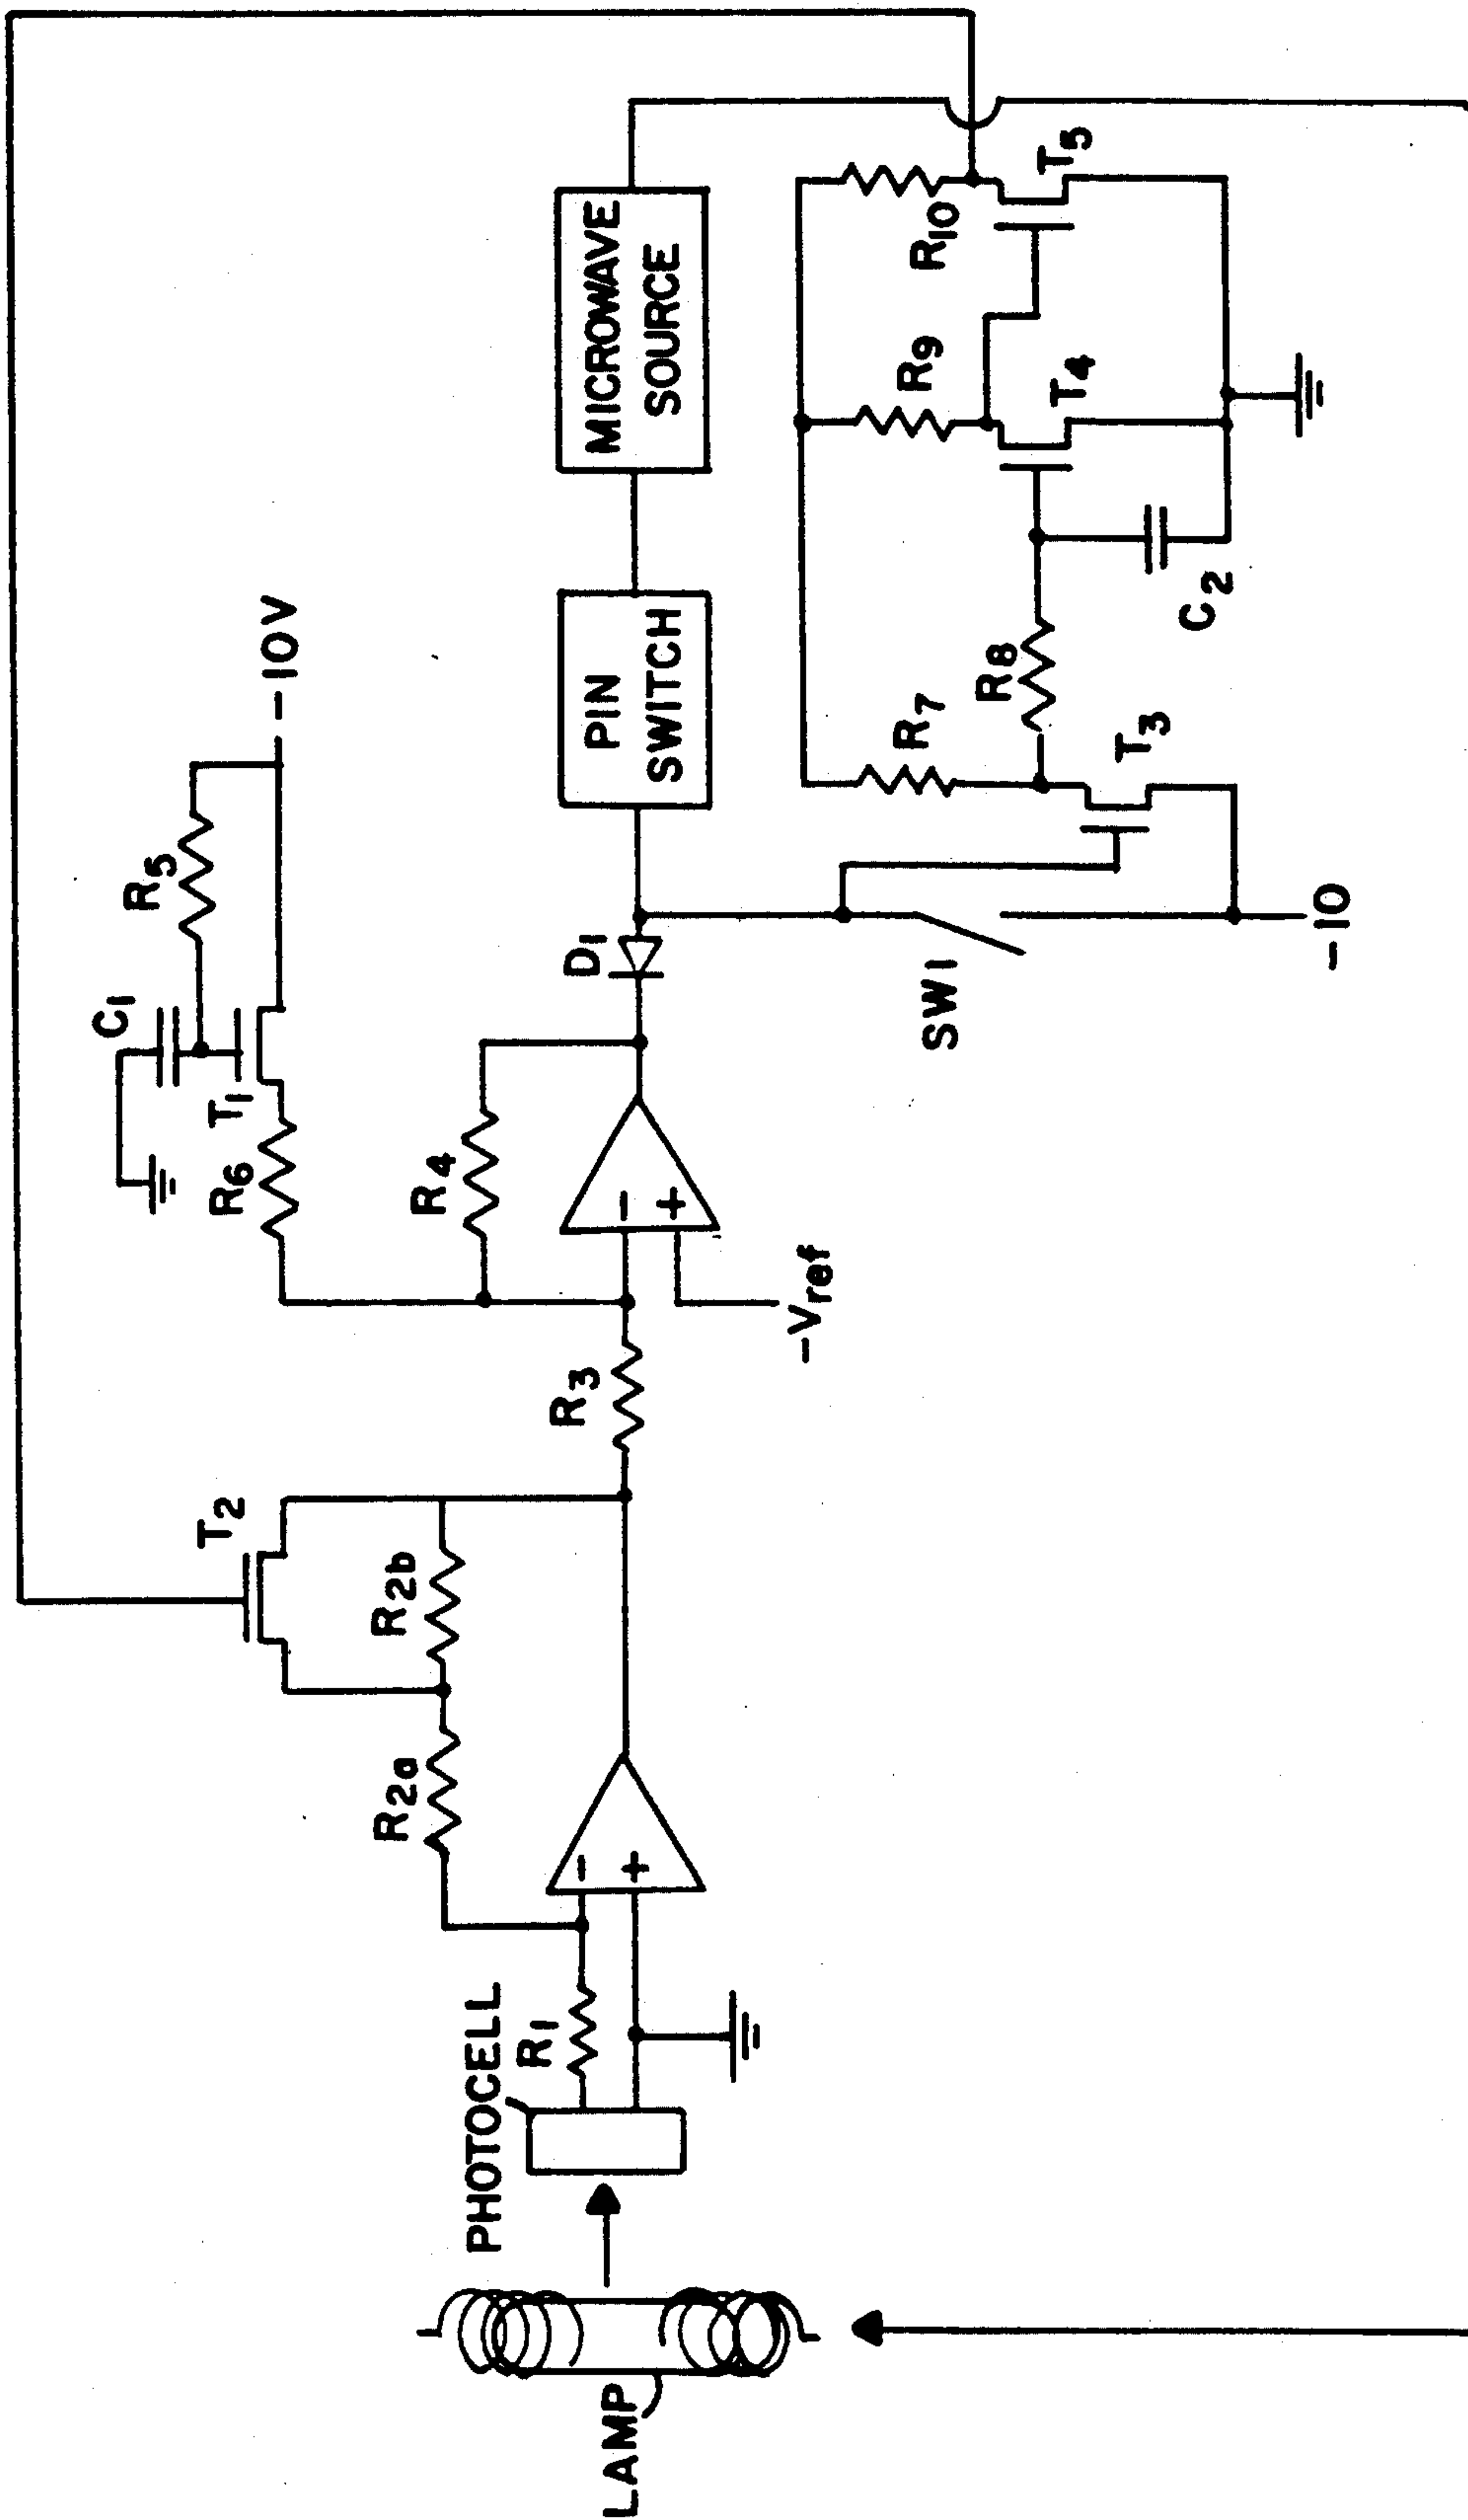 LAMP
PHOTOCELL
R1
-
+
R2a
R2b
T2
R3
-Vref
-
+
R4
R6
T1
C1
R5
-10V
D1
SW1
-10
PIN
SWITCH
MICROWAVE
SOURCE
R7
T3
R8
C2
R9
T4
R10
T5